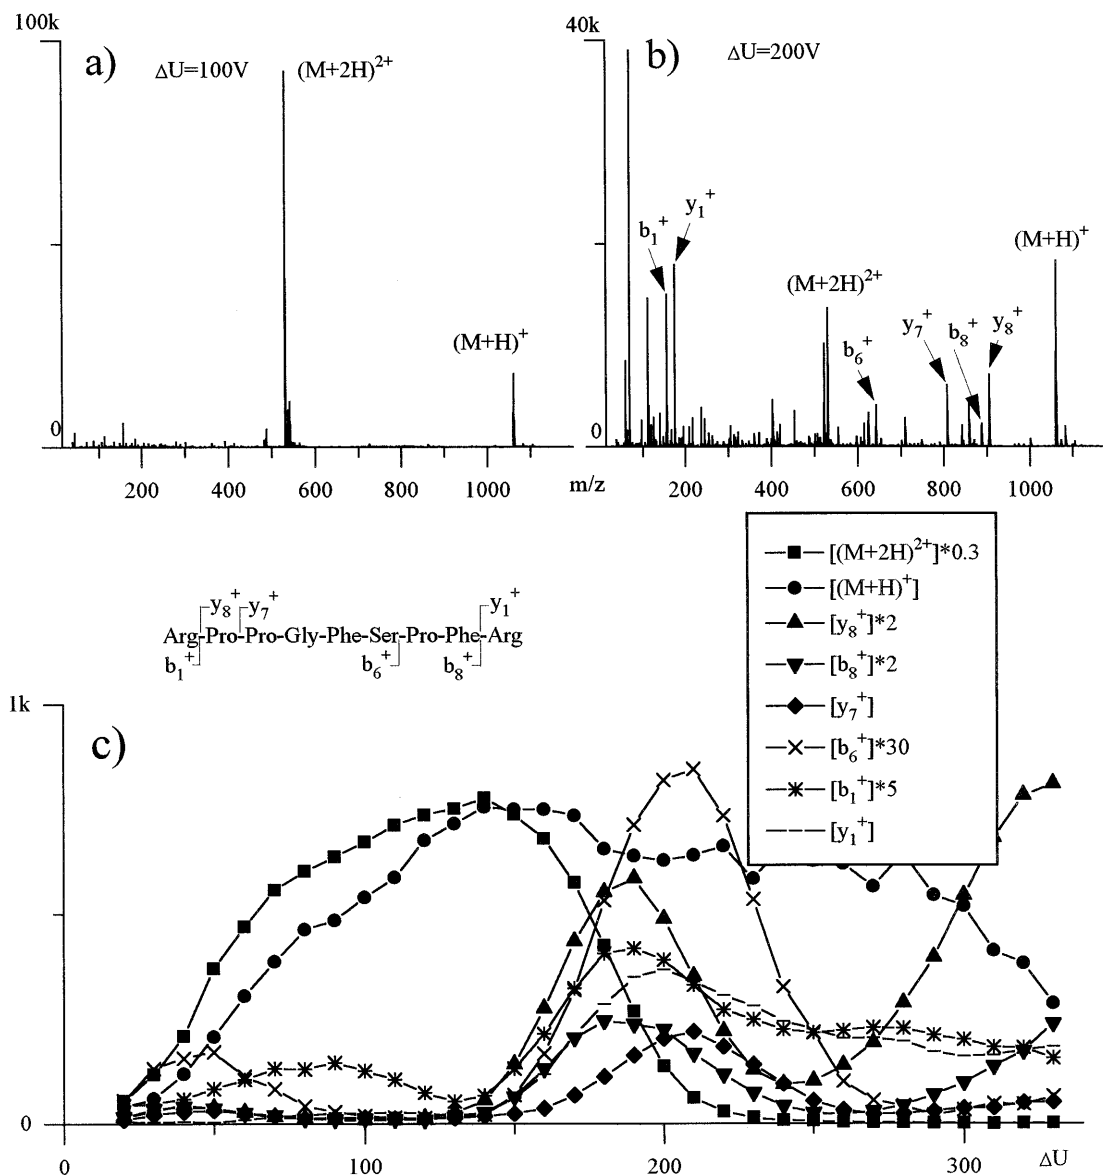 100k
a)
ΔU=100V
(M+2H)²⁺
(M+H)⁺
0
200 400 600 800 1000
m/z
40k
b)
ΔU=200V
b₁⁺
y₁⁺
(M+2H)²⁺
b₆⁺
y₇⁺
b₈⁺
y₈⁺
(M+H)⁺
0
200 400 600 800 1000
y₈⁺ y₇⁺ y₁⁺
Arg-Pro-Pro-Gly-Phe-Ser-Pro-Phe-Arg
b₁⁺ b₆⁺ b₈⁺
[(M+2H)²⁺]*0.3
[(M+H)⁺]
[y₈⁺]*2
[b₈⁺]*2
[y₇⁺]
[b₆⁺]*30
[b₁⁺]*5
[y₁⁺]
1k
c)
0
0 100 200 300 ΔU